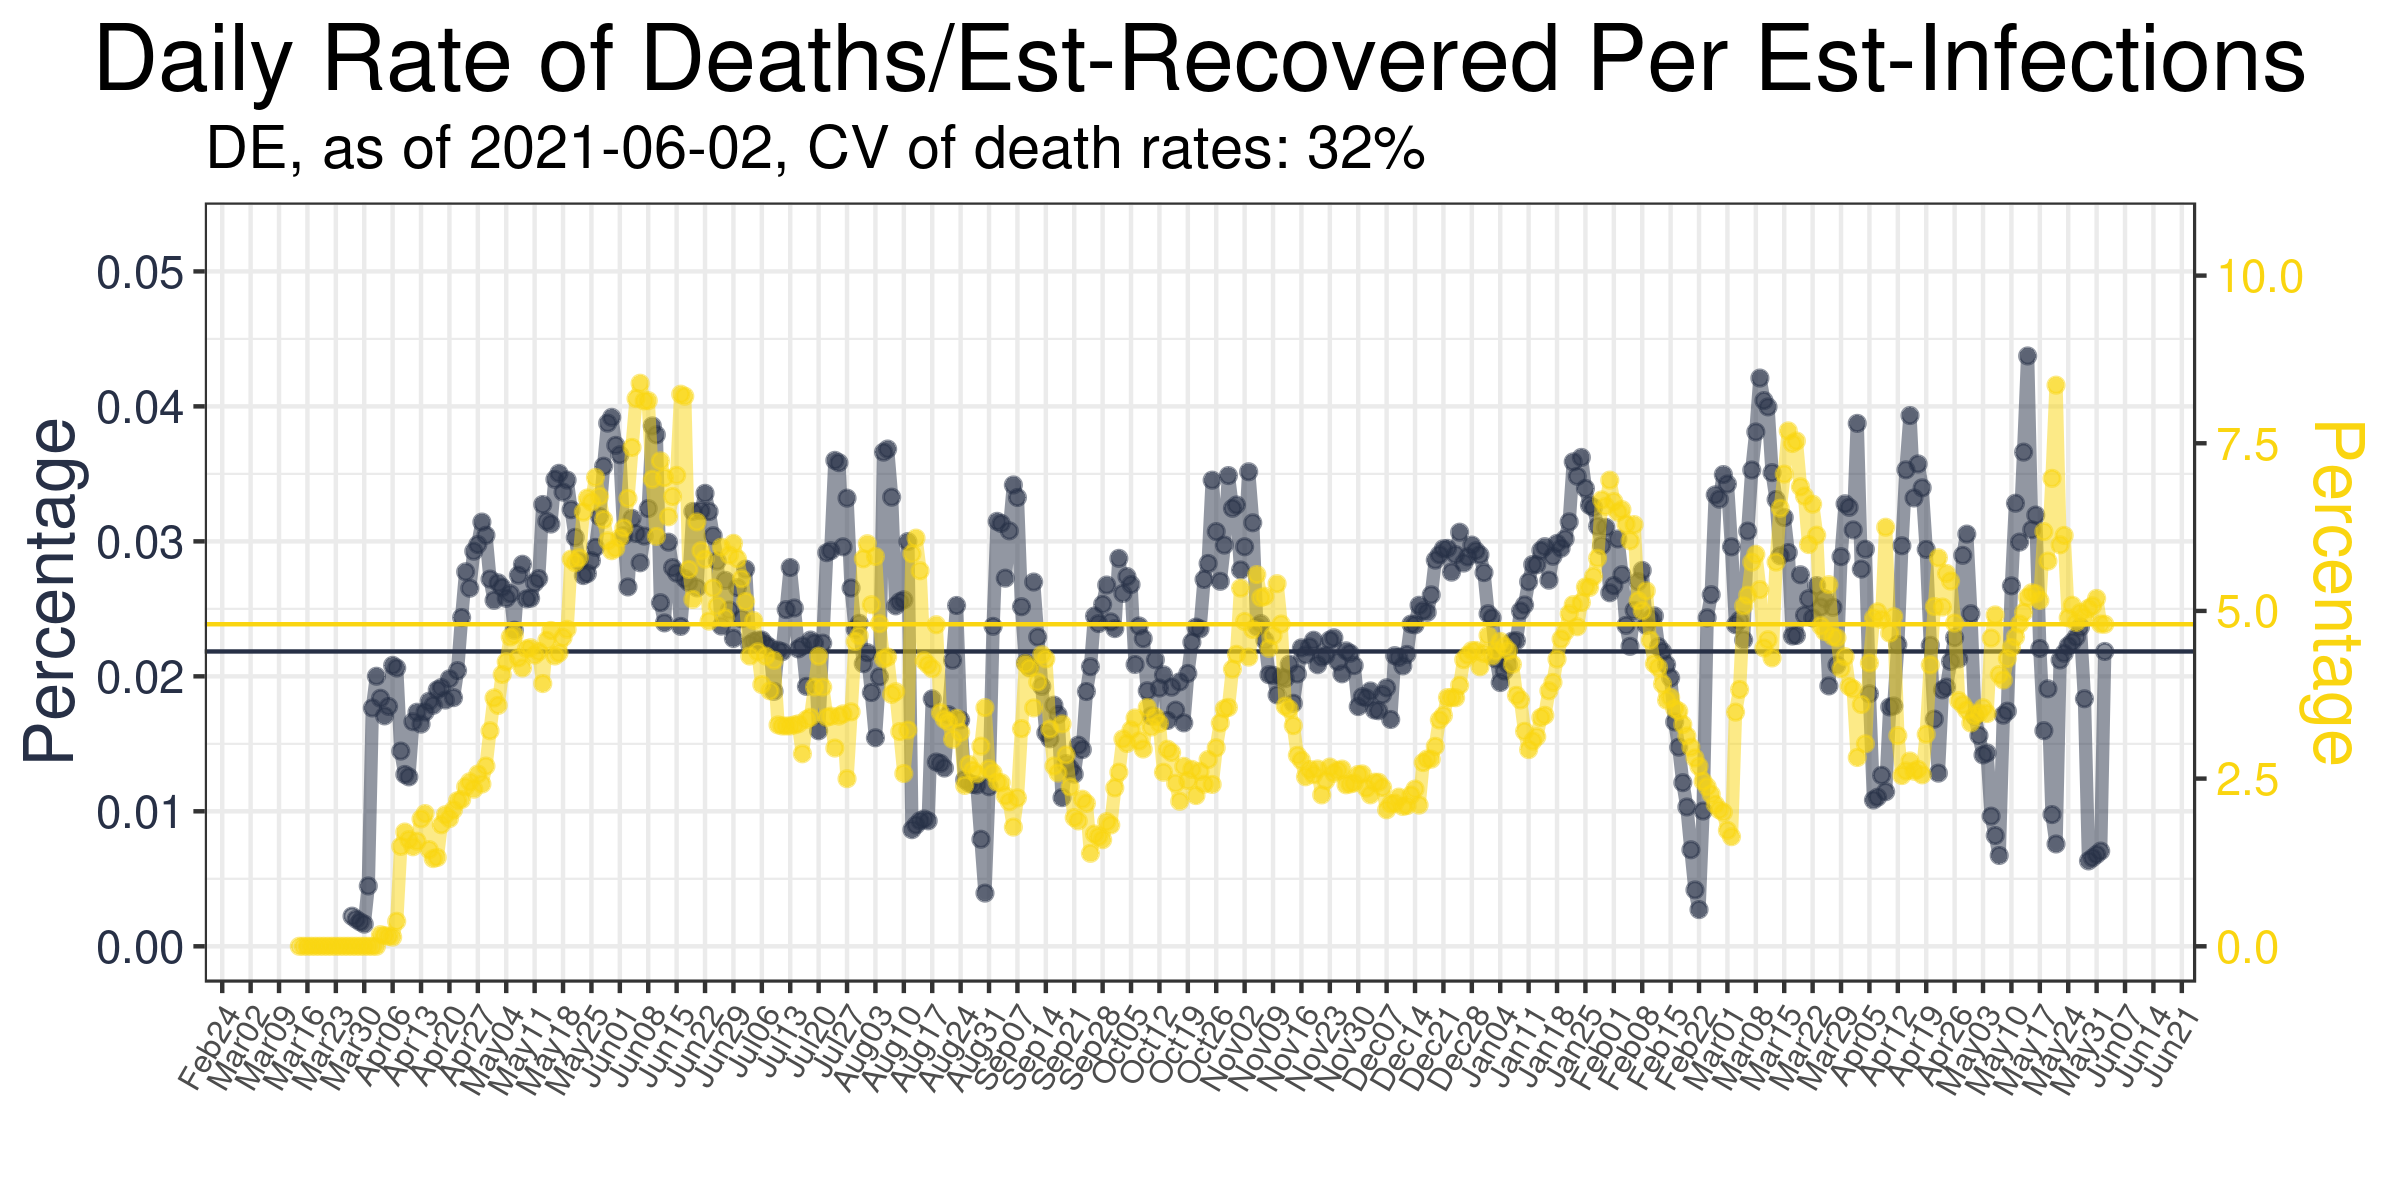 Daily Rate of Deaths/Est-Recovered Per Est-Infections
DE, as of 2021-06-02, CV of death rates: 32%
Percentage
0.05
0.04
0.03
0.02
0.01
0.00
10.0
7.5
5.0
2.5
0.0
Percentage
Feb24
Mar02
Mar09
Mar16
Mar23
Mar30
Apr06
Apr13
Apr20
Apr27
May04
May11
May18
May25
Jun01
Jun08
Jun15
Jun22
Jun29
Jul06
Jul13
Jul20
Jul27
Aug03
Aug10
Aug17
Aug24
Aug31
Sep07
Sep14
Sep21
Sep28
Oct05
Oct12
Oct19
Oct26
Nov02
Nov09
Nov16
Nov23
Nov30
Dec07
Dec14
Dec21
Dec28
Jan04
Jan11
Jan18
Jan25
Feb01
Feb08
Feb15
Feb22
Mar01
Mar08
Mar15
Mar22
Mar29
Apr05
Apr12
Apr19
Apr26
May03
May10
May17
May24
May31
Jun07
Jun14
Jun21